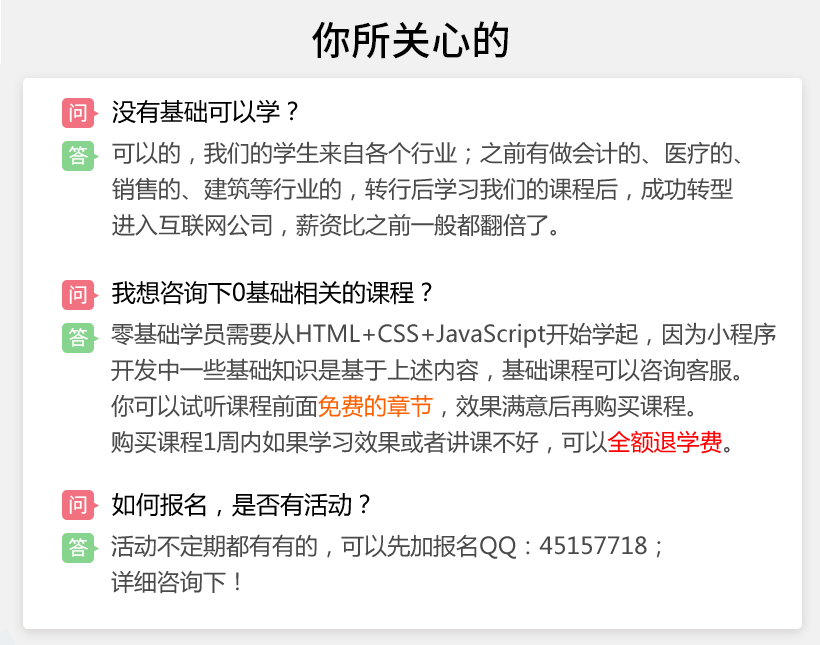 你所关心的
问 没有基础可以学？
答 可以的，我们的学生来自各个行业；之前有做会计的、医疗的、
销售的、建筑等行业的，转行后学习我们的课程后，成功转型
进入互联网公司，薪资比之前一般都翻倍了。
问 我想咨询下0基础相关的课程？
答 零基础学员需要从HTML+CSS+JavaScript开始学起，因为小程序
开发中一些基础知识是基于上述内容，基础课程可以咨询客服。
你可以试听课程前面免费的章节，效果满意后再购买课程。
购买课程1周内如果学习效果或者讲课不好，可以全额退学费。
问 如何报名，是否有活动？
答 活动不定期都有有的，可以先加报名QQ：45157718；
详细咨询下！